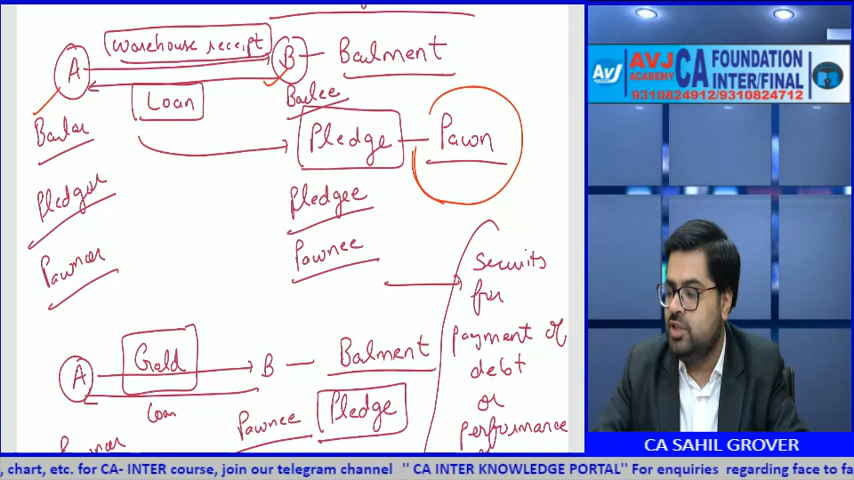 warehouse receipt
A
B
Bailment
Loan
Bailor
Bailee
Pledge
Pawn
Pledgor
Pledgee
Pawnor
Pawnee
Security
for
payment of
debt
or
performance
A
Gold
B
Bailment
Loan
Pawnee
Pledge
AVJ
AVJ
ACADEMY
CA
FOUNDATION
INTER/FINAL
9310824912/9310824712
CA SAHIL GROVER
, chart, etc. for CA- INTER course, join our telegram channel " CA INTER KNOWLEDGE PORTAL" For enquiries regarding face to fa